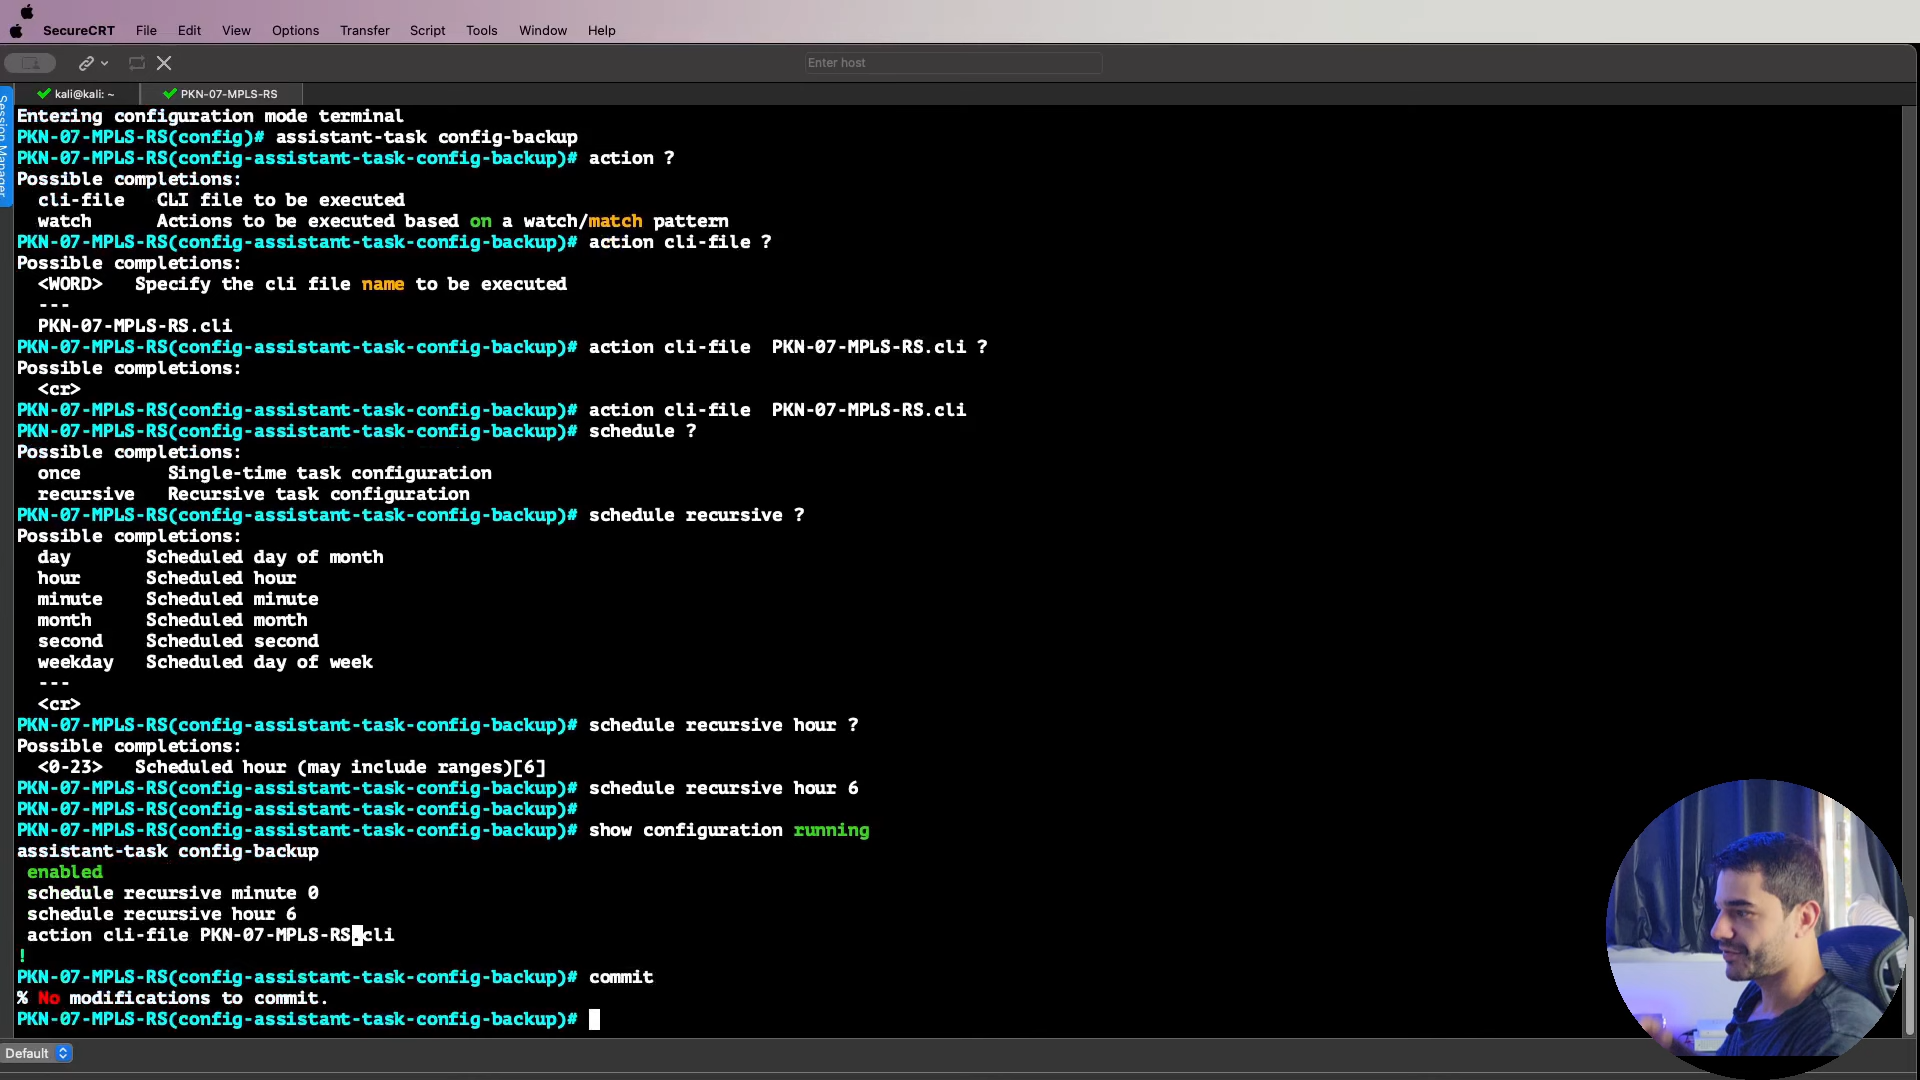 SecureCRT File Edit View Options Transfer Script Tools Window Help
Enter host
kali@kali: ~ PKN-07-MPLS-RS
Session Manager
Entering configuration mode terminal
PKN-07-MPLS-RS(config)# assistant-task config-backup
PKN-07-MPLS-RS(config-assistant-task-config-backup)# action ?
Possible completions:
cli-file CLI file to be executed
watch Actions to be executed based on a watch/match pattern
PKN-07-MPLS-RS(config-assistant-task-config-backup)# action cli-file ?
Possible completions:
<WORD> Specify the cli file name to be executed
---
PKN-07-MPLS-RS.cli
PKN-07-MPLS-RS(config-assistant-task-config-backup)# action cli-file  PKN-07-MPLS-RS.cli ?
Possible completions:
<cr>
PKN-07-MPLS-RS(config-assistant-task-config-backup)# action cli-file  PKN-07-MPLS-RS.cli
PKN-07-MPLS-RS(config-assistant-task-config-backup)# schedule ?
Possible completions:
once Single-time task configuration
recursive Recursive task configuration
PKN-07-MPLS-RS(config-assistant-task-config-backup)# schedule recursive ?
Possible completions:
day Scheduled day of month
hour Scheduled hour
minute Scheduled minute
month Scheduled month
second Scheduled second
weekday Scheduled day of week
---
<cr>
PKN-07-MPLS-RS(config-assistant-task-config-backup)# schedule recursive hour ?
Possible completions:
<0-23> Scheduled hour (may include ranges)[6]
PKN-07-MPLS-RS(config-assistant-task-config-backup)# schedule recursive hour 6
PKN-07-MPLS-RS(config-assistant-task-config-backup)#
PKN-07-MPLS-RS(config-assistant-task-config-backup)# show configuration running
assistant-task config-backup
enabled
schedule recursive minute 0
schedule recursive hour 6
action cli-file PKN-07-MPLS-RS.cli
!
PKN-07-MPLS-RS(config-assistant-task-config-backup)# commit
% No modifications to commit.
PKN-07-MPLS-RS(config-assistant-task-config-backup)#
Default